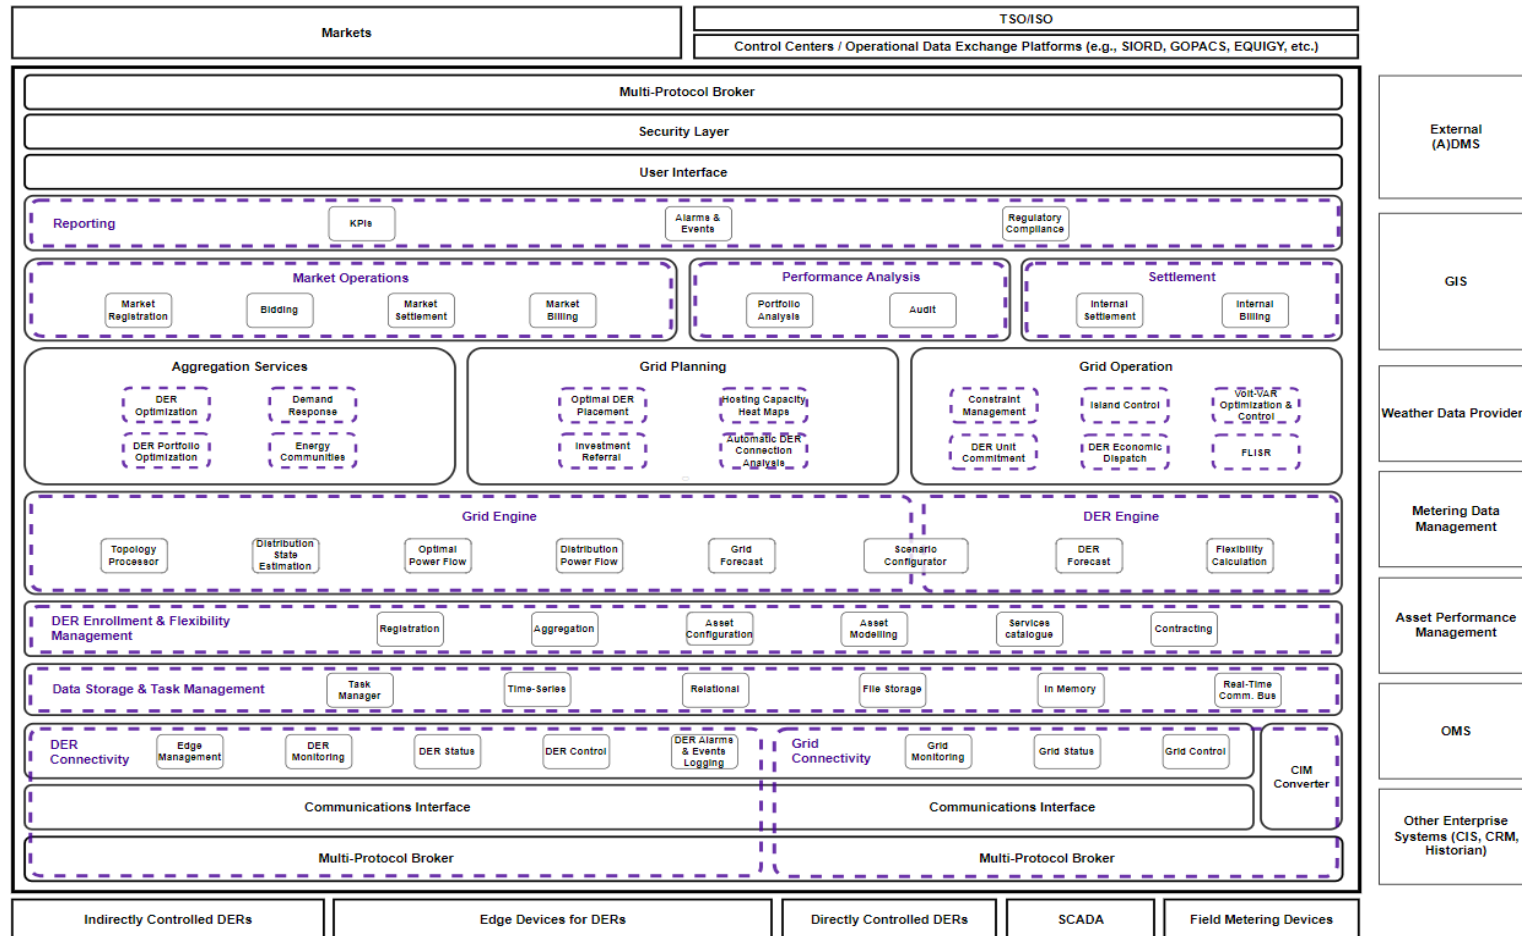 Markets
TSO/ISO
Control Centers / Operational Data Exchange Platforms (e.g., SIORD, GOPACS, EQUIGY, etc.)
Multi-Protocol Broker
Security Layer
User Interface
Reporting
KPIs
Alarms &
Events
Regulatory
Compliance
Market Operations
Market
Registration
Bidding
Market
Settlement
Market
Billing
Performance Analysis
Portfolio
Analysis
Audit
Settlement
Internal
Settlement
Internal
Billing
Aggregation Services
DER
Optimization
Demand
Response
DER Portfolio
Optimization
Energy
Communities
Grid Planning
Optimal DER
Placement
Hosting Capacity
Heat Maps
Investment
Referral
Automatic DER
Connection
Analysis
Grid Operation
Constraint
Management
Island Control
Volt-VAR
Optimization &
Control
DER Unit
Commitment
DER Economic
Dispatch
FLISR
Grid Engine
Topology
Processor
Distribution
State
Estimation
Optimal
Power Flow
Distribution
Power Flow
Grid
Forecast
Scenario
Configurator
DER Engine
DER
Forecast
Flexibility
Calculation
DER Enrollment & Flexibility
Management
Registration
Aggregation
Asset
Configuration
Asset
Modelling
Services
catalogue
Contracting
Data Storage & Task Management
Task
Manager
Time-Series
Relational
File Storage
In Memory
Real-Time
Comm. Bus
DER
Connectivity
Edge
Management
DER
Monitoring
DER Status
DER Control
DER Alarms
& Events
Logging
Grid
Connectivity
Grid
Monitoring
Grid Status
Grid Control
CIM
Converter
Communications Interface
Communications Interface
Multi-Protocol Broker
Multi-Protocol Broker
Indirectly Controlled DERs
Edge Devices for DERs
Directly Controlled DERs
SCADA
Field Metering Devices
External
(A)DMS
GIS
Weather Data Provider
Metering Data
Management
Asset Performance
Management
OMS
Other Enterprise
Systems (CIS, CRM,
Historian)